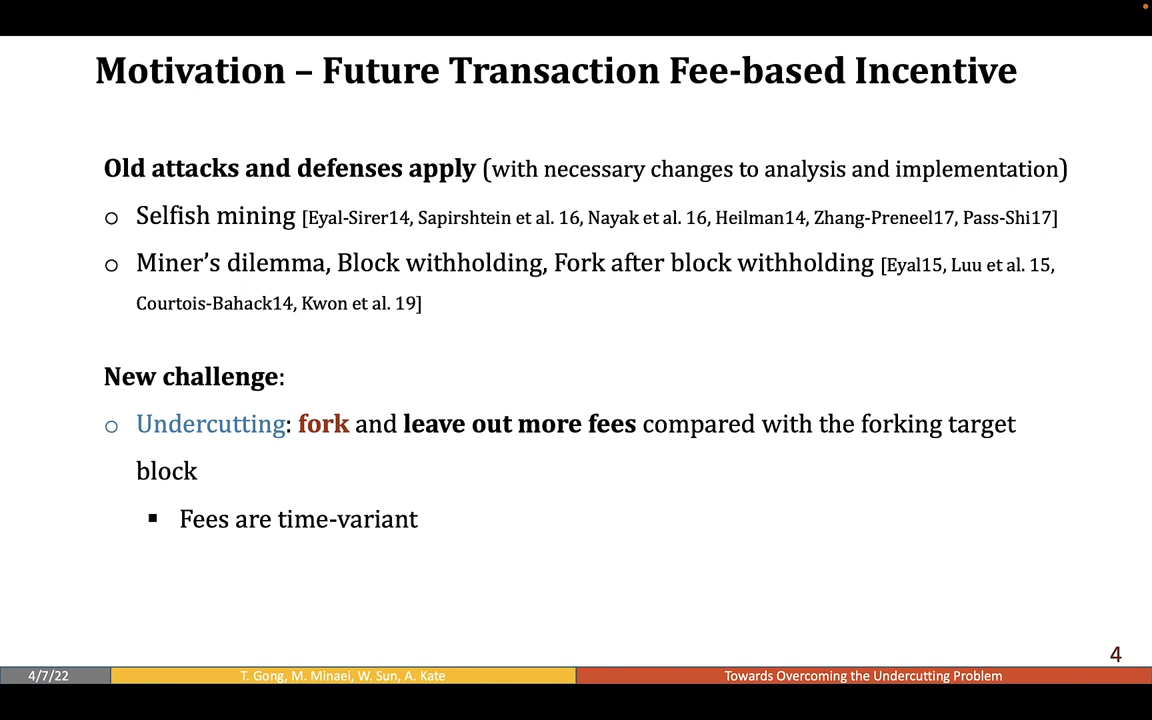 Motivation – Future Transaction Fee-based Incentive
Old attacks and defenses apply (with necessary changes to analysis and implementation)
o Selfish mining [Eyal-Sirer14, Sapirshtein et al. 16, Nayak et al. 16, Heilman14, Zhang-Preneel17, Pass-Shi17]
o Miner’s dilemma, Block withholding, Fork after block withholding [Eyal15, Luu et al. 15,
Courtois-Bahack14, Kwon et al. 19]
New challenge:
o Undercutting: fork and leave out more fees compared with the forking target
block
▪ Fees are time-variant
4
4/7/22 T. Gong, M. Minaei, W. Sun, A. Kate Towards Overcoming the Undercutting Problem